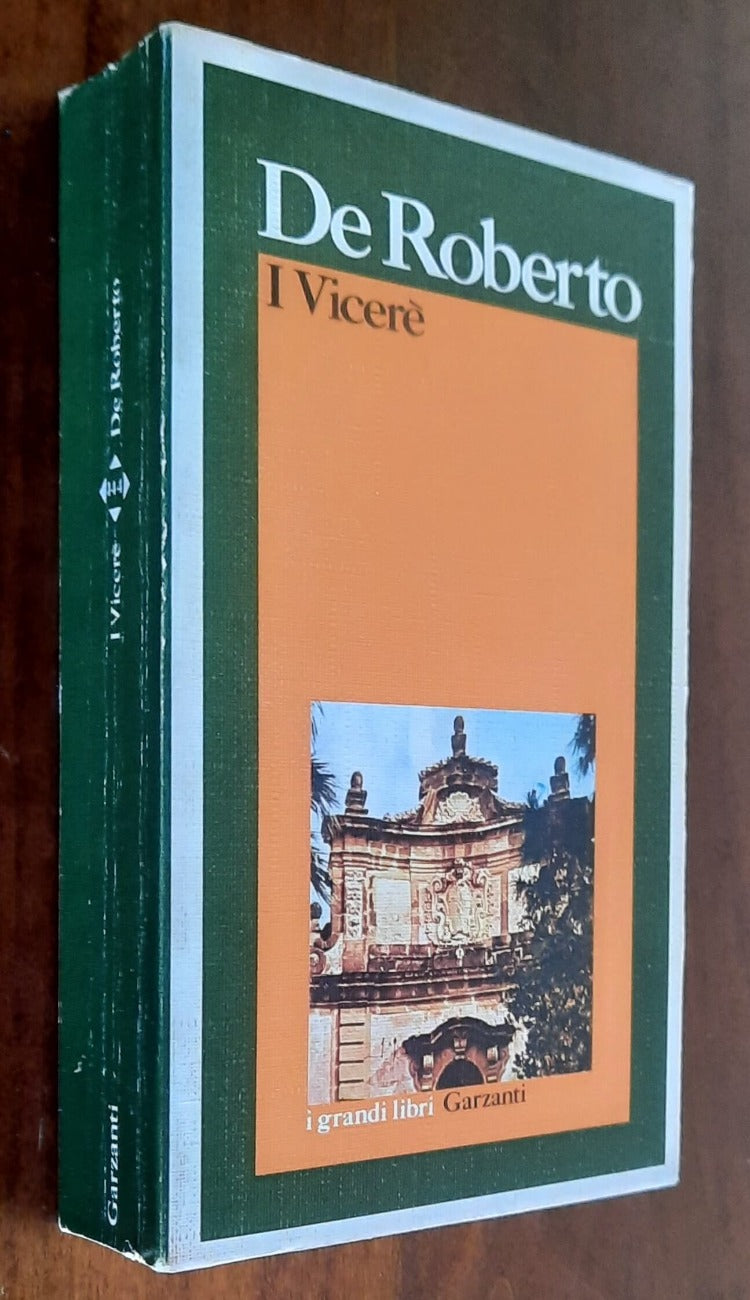 De Roberto
I Vicerè
i grandi libri Garzanti
De Roberto
I Vicerè
Garzanti